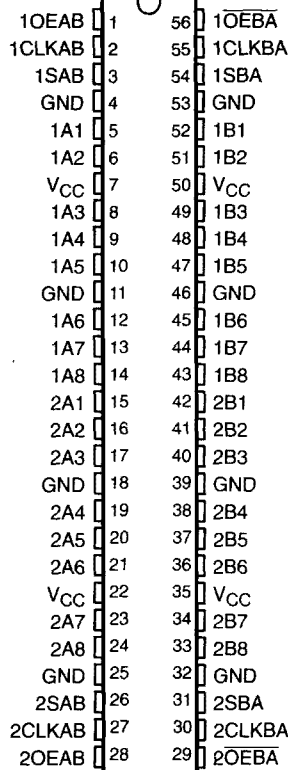 1OEAB 1 56 1O̅E̅B̅A̅
1CLKAB 2 55 1CLKBA
1SAB 3 54 1SBA
GND 4 53 GND
1A1 5 52 1B1
1A2 6 51 1B2
VCC 7 50 VCC
1A3 8 49 1B3
1A4 9 48 1B4
1A5 10 47 1B5
GND 11 46 GND
1A6 12 45 1B6
1A7 13 44 1B7
1A8 14 43 1B8
2A1 15 42 2B1
2A2 16 41 2B2
2A3 17 40 2B3
GND 18 39 GND
2A4 19 38 2B4
2A5 20 37 2B5
2A6 21 36 2B6
VCC 22 35 VCC
2A7 23 34 2B7
2A8 24 33 2B8
GND 25 32 GND
2SAB 26 31 2SBA
2CLKAB 27 30 2CLKBA
2OEAB 28 29 2O̅E̅B̅A̅